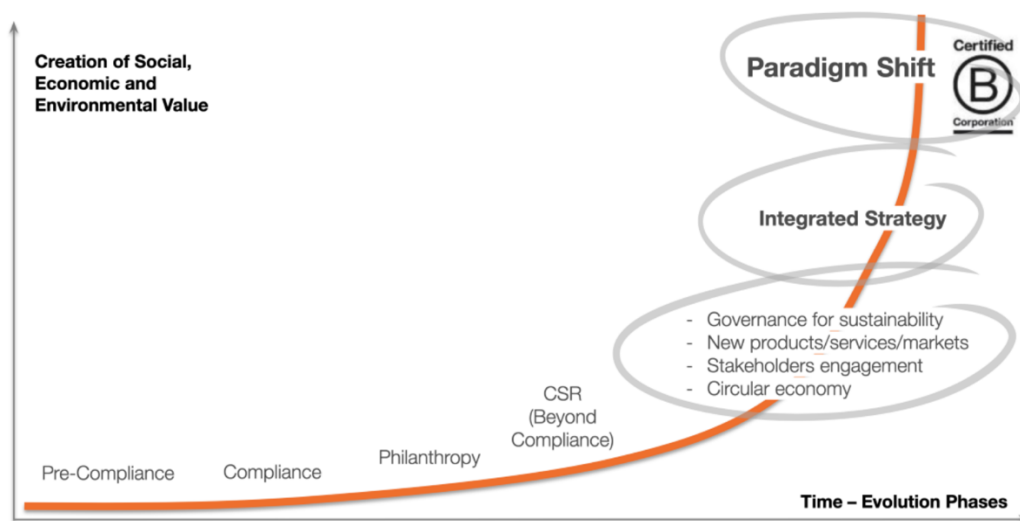 Creation of Social,
Economic and
Environmental Value
Paradigm Shift
Certified
B
Corporation
Integrated Strategy
- Governance for sustainability
- New products/services/markets
- Stakeholders engagement
- Circular economy
CSR
(Beyond
Compliance)
Philanthropy
Compliance
Pre-Compliance
Time – Evolution Phases